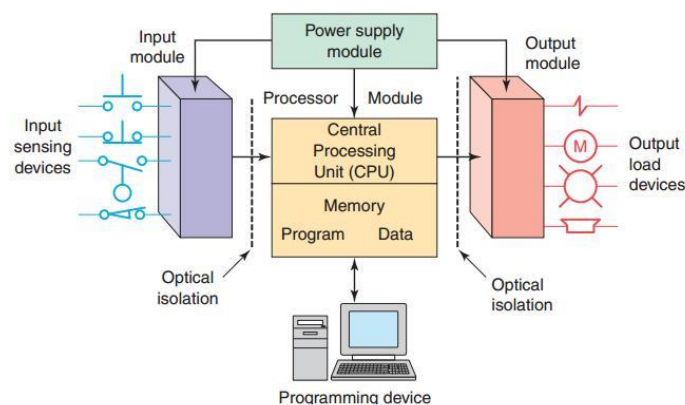 Power supply
module
Input
module
Output
module
Processor Module
Input
sensing
devices
Central
Processing
Unit (CPU)
M
Output
load
devices
Memory
Program Data
Optical
isolation
Optical
isolation
Programming device